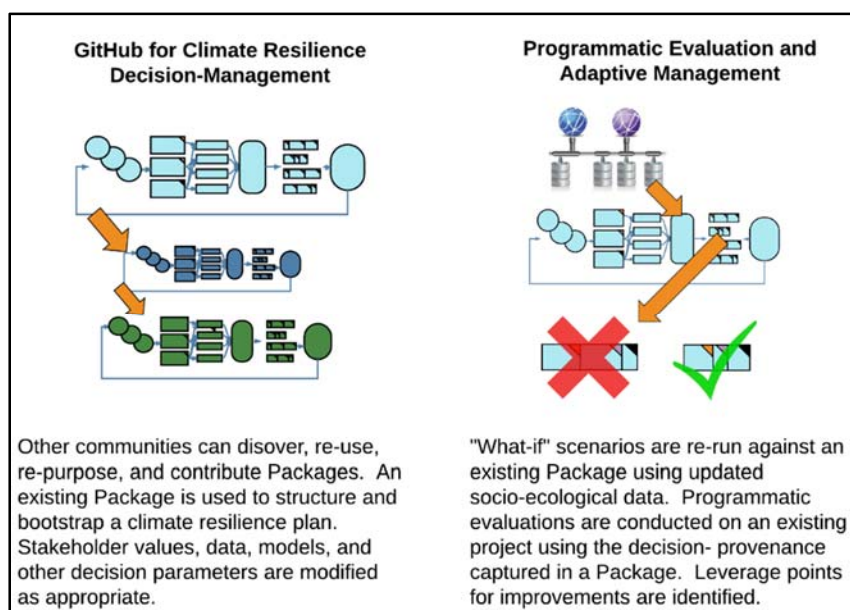 GitHub for Climate Resilience
Decision-Management
Other communities can disover, re-use,
re-purpose, and contribute Packages.  An
existing Package is used to structure and
bootstrap a climate resilience plan.
Stakeholder values, data, models, and
other decision parameters are modified
as appropriate.
Programmatic Evaluation and
Adaptive Management
"What-if" scenarios are re-run against an
existing Package using updated
socio-ecological data.  Programmatic
evaluations are conducted on an existing
project using the decision- provenance
captured in a Package.  Leverage points
for improvements are identified.